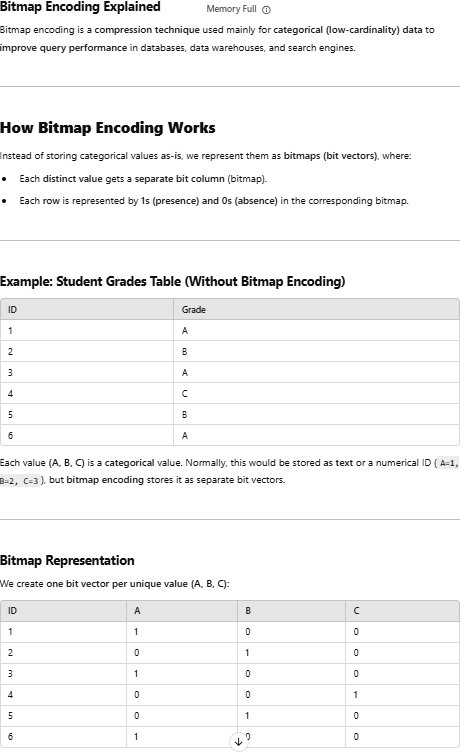 Bitmap Encoding Explained
Memory Full
Bitmap encoding is a compression technique used mainly for categorical (low-cardinality) data to
improve query performance in databases, data warehouses, and search engines.
How Bitmap Encoding Works
Instead of storing categorical values as-is, we represent them as bitmaps (bit vectors), where:
• Each distinct value gets a separate bit column (bitmap).
• Each row is represented by 1s (presence) and 0s (absence) in the corresponding bitmap.
Example: Student Grades Table (Without Bitmap Encoding)
ID Grade
1 A
2 B
3 A
4 C
5 B
6 A
Each value (A, B, C) is a categorical value. Normally, this would be stored as text or a numerical ID ( A=1,
B=2, C=3 ), but bitmap encoding stores it as separate bit vectors.
Bitmap Representation
We create one bit vector per unique value (A, B, C):
ID A B C
1 1 0 0
2 0 1 0
3 1 0 0
4 0 0 1
5 0 1 0
6 1 0 0